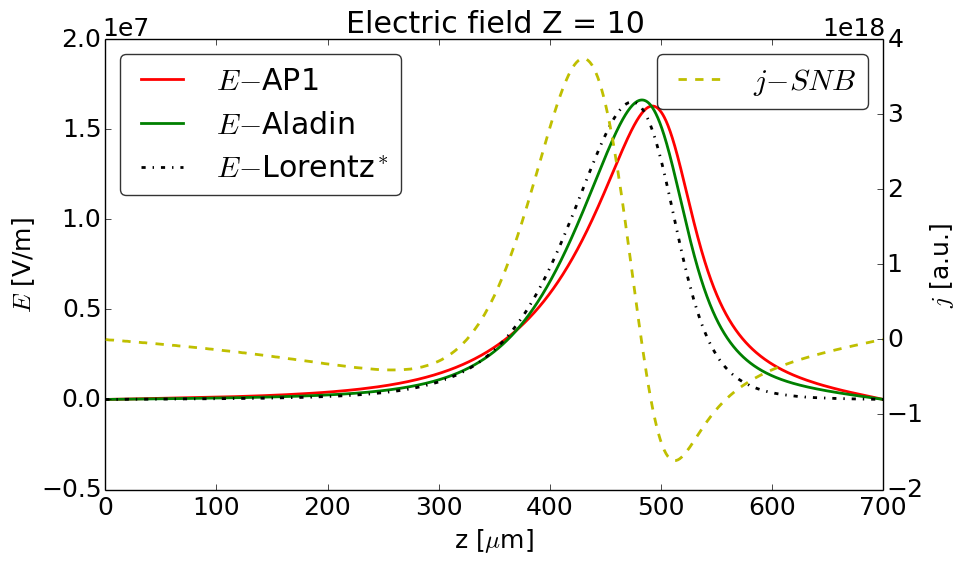 Electric field Z = 10
1e7
1e18
2.0
1.5
1.0
0.5
0.0
−0.5
E [V/m]
E−AP1
E−Aladin
E−Lorentz*
j−SNB
4
3
2
1
0
−1
−2
j [a.u.]
0 100 200 300 400 500 600 700
z [μm]